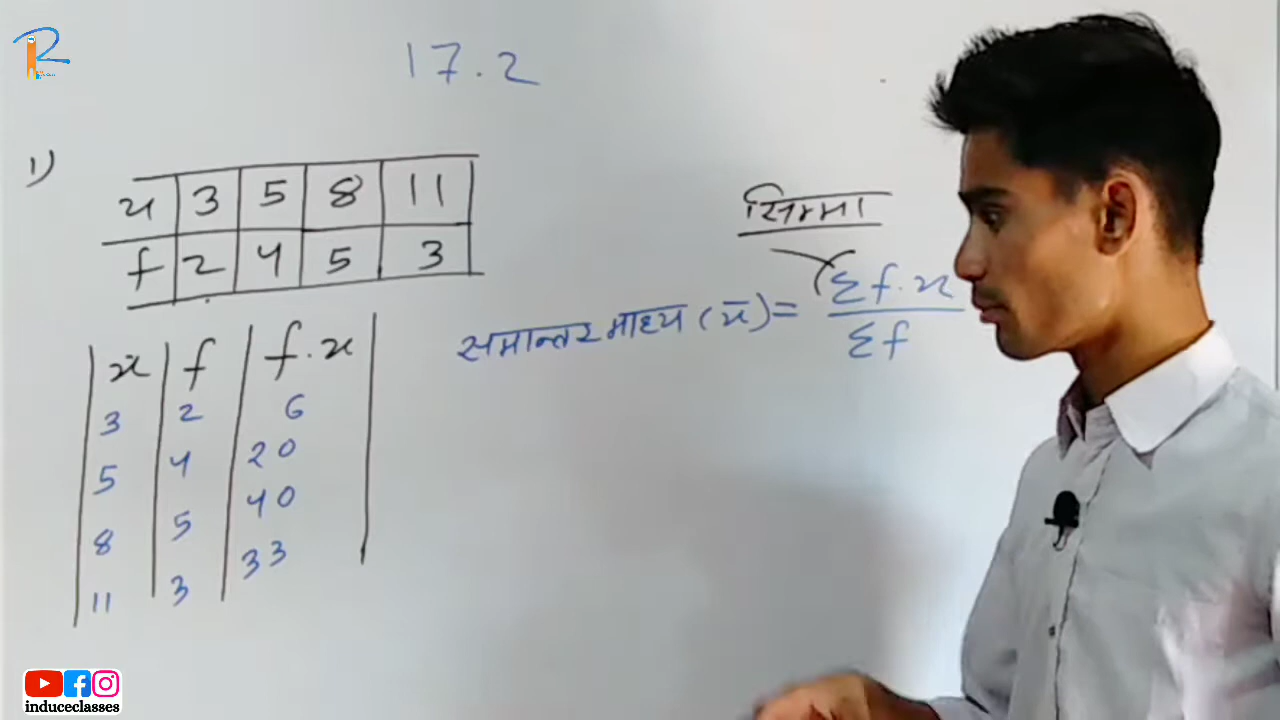 17.2
1)
x 3 5 8 11
f 2 4 5 3
सिग्मा
समान्तर माध्य (x̄) = Σf.x / Σf
x f f.x
3 2 6
5 4 20
8 5 40
11 3 33
induceclasses